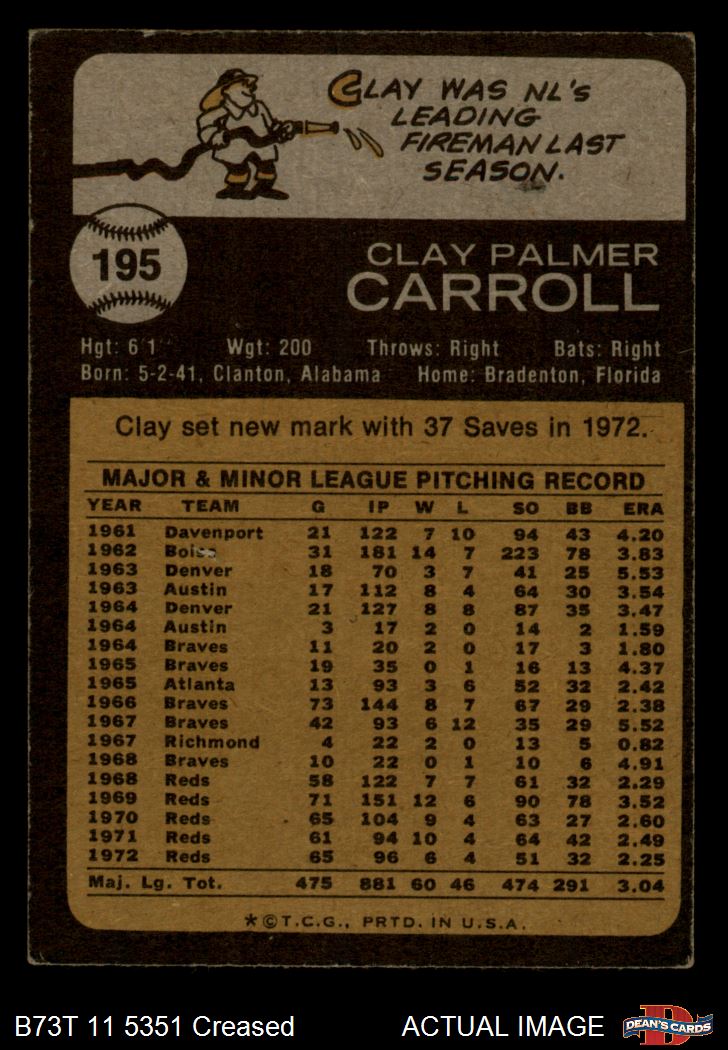 CLAY WAS NL'S
LEADING
FIREMAN LAST
SEASON.
195
CLAY PALMER
CARROLL
Hgt: 6'1" Wgt: 200 Throws: Right Bats: Right
Born: 5-2-41, Clanton, Alabama Home: Bradenton, Florida
Clay set new mark with 37 Saves in 1972.
MAJOR & MINOR LEAGUE PITCHING RECORD
YEAR TEAM G IP W L SO BB ERA
1961 Davenport 21 122 7 10 94 43 4.20
1962 Boise 31 181 14 7 223 78 3.83
1963 Denver 18 70 3 7 41 25 5.53
1963 Austin 17 112 8 4 64 30 3.54
1964 Denver 21 127 8 8 87 35 3.47
1964 Austin 3 17 2 0 14 2 1.59
1964 Braves 11 20 2 0 17 3 1.80
1965 Braves 19 35 0 1 16 13 4.37
1965 Atlanta 13 93 3 6 52 32 2.42
1966 Braves 73 144 8 7 67 29 2.38
1967 Braves 42 93 6 12 35 29 5.52
1967 Richmond 4 22 2 0 13 5 0.82
1968 Braves 10 22 0 1 10 6 4.91
1968 Reds 58 122 7 7 61 32 2.29
1969 Reds 71 151 12 6 90 78 3.52
1970 Reds 65 104 9 4 63 27 2.60
1971 Reds 61 94 10 4 64 42 2.49
1972 Reds 65 96 6 4 51 32 2.25
Maj. Lg. Tot. 475 881 60 46 474 291 3.04
*©T.C.G., PRTD. IN U.S.A.
B73T 11 5351 Creased ACTUAL IMAGE DEAN'S CARDS